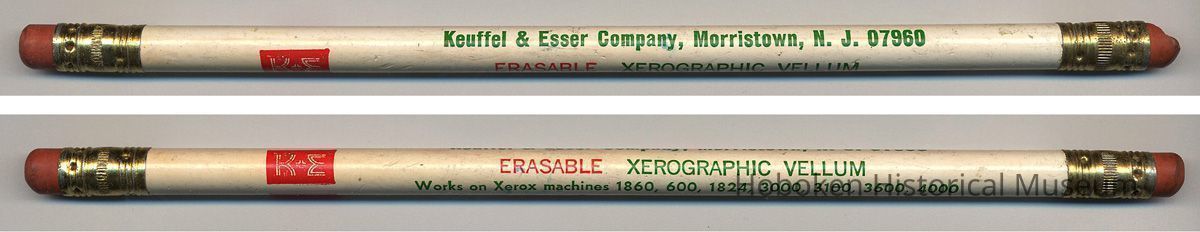 Keuffel & Esser Company, Morristown, N. J. 07960
K+E
ERASABLE XEROGRAPHIC VELLUM
K+E
ERASABLE XEROGRAPHIC VELLUM
Works on Xerox machines 1860, 600, 1824, 3000, 3100, 3600, 4000
Hoboken Historical Museum